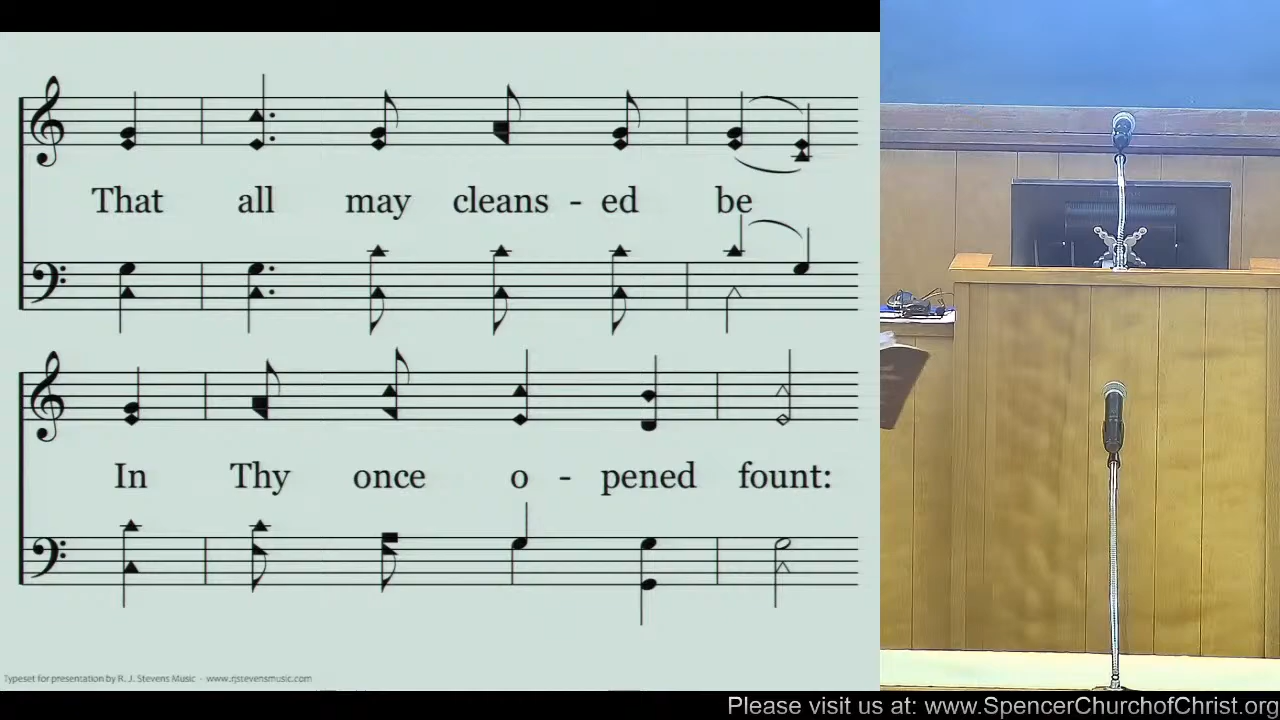 That all may cleans - ed be
In Thy once o - pened fount:
Typeset for presentation by R. J. Stevens Music - www.rjstevensmusic.com
Please visit us at: www.SpencerChurchofChrist.org